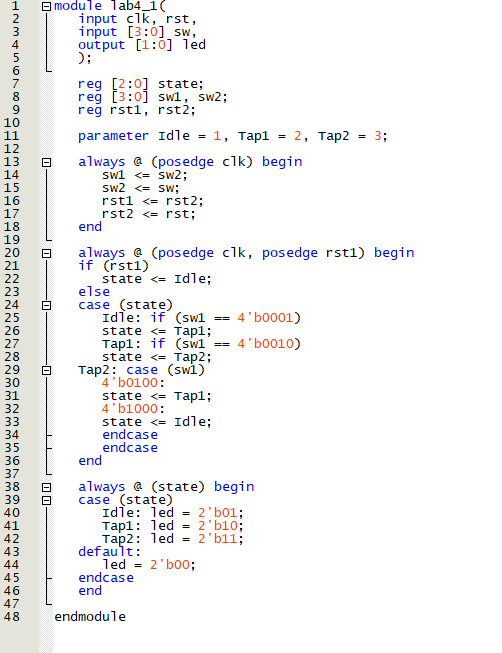 1 module lab4_1(
2 input clk, rst,
3 input [3:0] sw,
4 output [1:0] led
5 );
6
7 reg [2:0] state;
8 reg [3:0] sw1, sw2;
9 reg rst1, rst2;
10
11 parameter Idle = 1, Tap1 = 2, Tap2 = 3;
12
13 always @ (posedge clk) begin
14 sw1 <= sw2;
15 sw2 <= sw;
16 rst1 <= rst2;
17 rst2 <= rst;
18 end
19
20 always @ (posedge clk, posedge rst1) begin
21 if (rst1)
22 state <= Idle;
23 else
24 case (state)
25 Idle: if (sw1 == 4'b0001)
26 state <= Tap1;
27 Tap1: if (sw1 == 4'b0010)
28 state <= Tap2;
29 Tap2: case (sw1)
30 4'b0100:
31 state <= Tap1;
32 4'b1000:
33 state <= Idle;
34 endcase
35 endcase
36 end
37
38 always @ (state) begin
39 case (state)
40 Idle: led = 2'b01;
41 Tap1: led = 2'b10;
42 Tap2: led = 2'b11;
43 default:
44 led = 2'b00;
45 endcase
46 end
47
48 endmodule